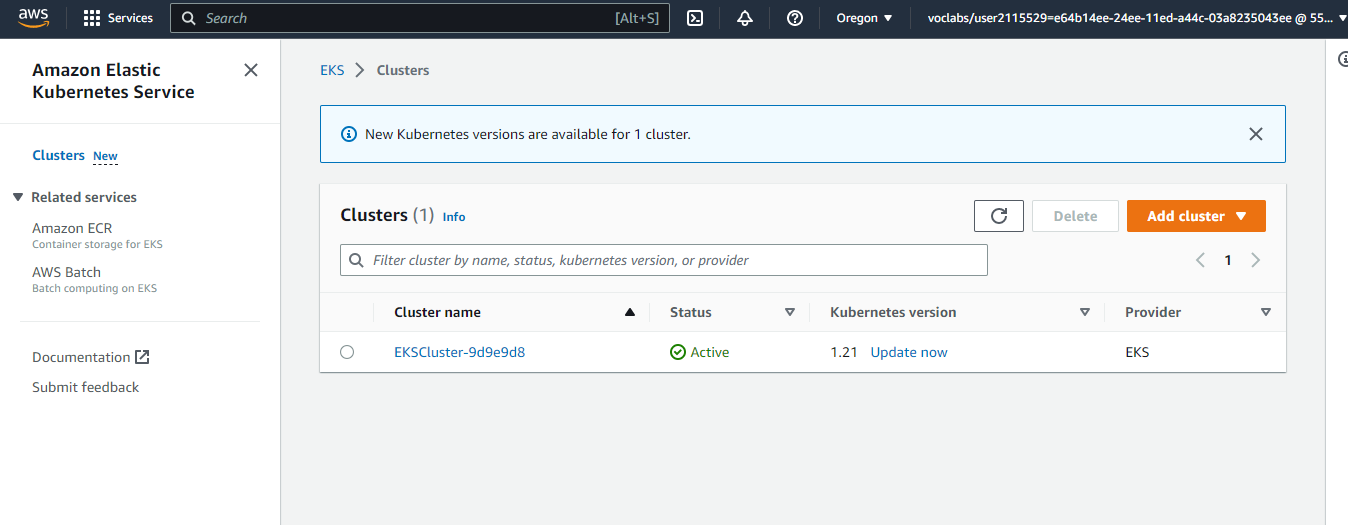 aws
Services
Search [Alt+S]
Oregon
voclabs/user2115529=e64b14ee-24ee-11ed-a44c-03a8235043ee @ 55...
Amazon Elastic
Kubernetes Service
Clusters New
Related services
Amazon ECR
Container storage for EKS
AWS Batch
Batch computing on EKS
Documentation
Submit feedback
EKS > Clusters
New Kubernetes versions are available for 1 cluster.
Clusters (1) Info
Delete
Add cluster
Filter cluster by name, status, kubernetes version, or provider
1
Cluster name Status Kubernetes version Provider
EKSCluster-9d9e9d8 Active 1.21 Update now EKS